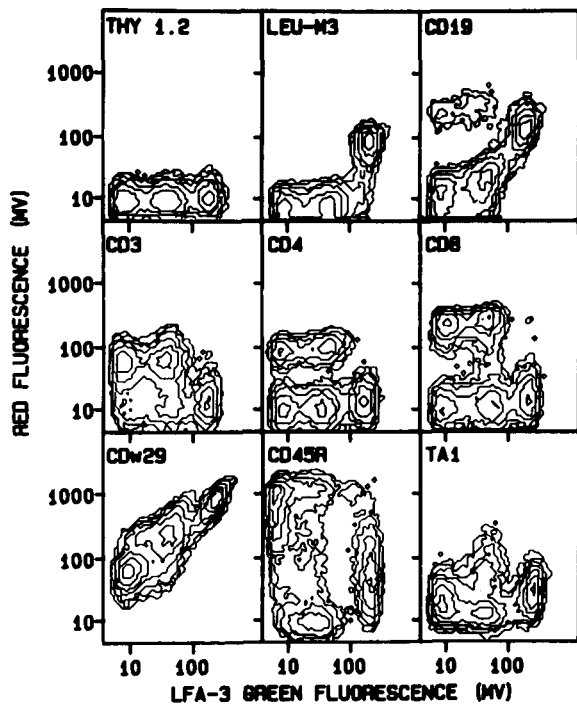 THY 1.2 LEU-M3 CD19
1000
100
10
CD3 CD4 CD8
1000
100
10
CDw29 CD45R TA1
1000
100
10
10 100 10 100 10 100
RED FLUORESCENCE (MV)
LFA-3 GREEN FLUORESCENCE (MV)